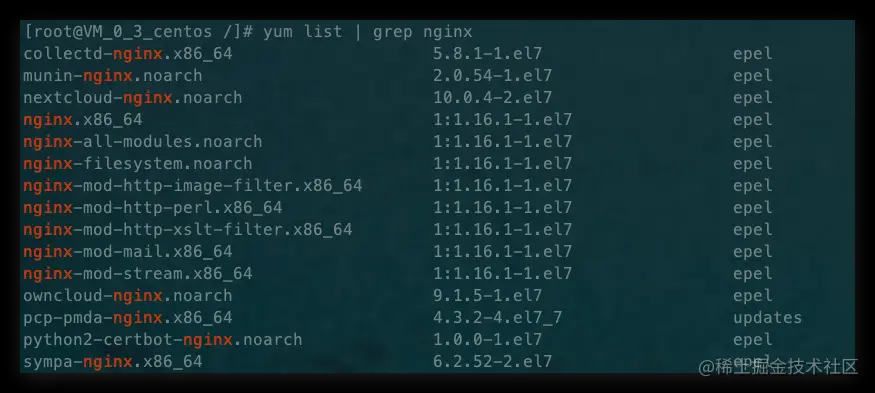 [root@VM_0_3_centos /]# yum list | grep nginx
collectd-nginx.x86_64 5.8.1-1.el7 epel
munin-nginx.noarch 2.0.54-1.el7 epel
nextcloud-nginx.noarch 10.0.4-2.el7 epel
nginx.x86_64 1:1.16.1-1.el7 epel
nginx-all-modules.noarch 1:1.16.1-1.el7 epel
nginx-filesystem.noarch 1:1.16.1-1.el7 epel
nginx-mod-http-image-filter.x86_64 1:1.16.1-1.el7 epel
nginx-mod-http-perl.x86_64 1:1.16.1-1.el7 epel
nginx-mod-http-xslt-filter.x86_64 1:1.16.1-1.el7 epel
nginx-mod-mail.x86_64 1:1.16.1-1.el7 epel
nginx-mod-stream.x86_64 1:1.16.1-1.el7 epel
owncloud-nginx.noarch 9.1.5-1.el7 epel
pcp-pmda-nginx.x86_64 4.3.2-4.el7_7 updates
python2-certbot-nginx.noarch 1.0.0-1.el7 epel
sympa-nginx.x86_64 6.2.52-2.el7 epel
@稀土掘金技术社区